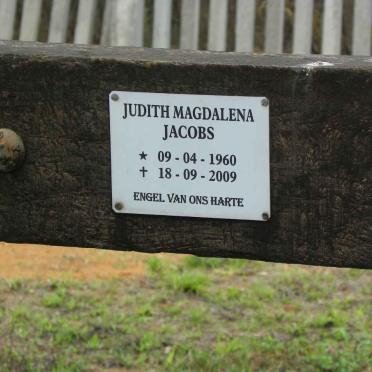 JUDITH MAGDALENA
JACOBS
★ 09 - 04 - 1960
✝ 18 - 09 - 2009
ENGEL VAN ONS HARTE